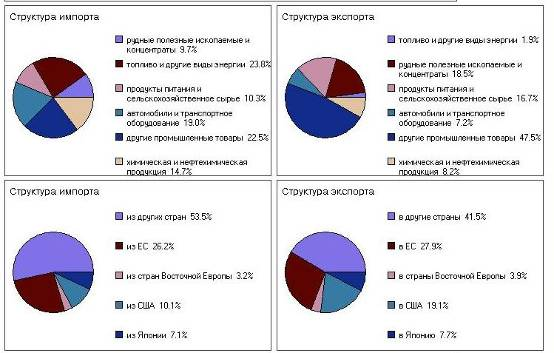 Структура импорта
рудные полезные ископаемые и
концентраты 9.7%
топливо и другие виды энергии 23.8%
продукты питания и
сельскохозяйственное сырье 10.3%
автомобили и транспортное
оборудование 19.0%
другие промышленные товары 22.5%
химическая и нефтехимическая
продукция 14.7%
Структура экспорта
топливо и другие виды энергии 1.9%
рудные полезные ископаемые и
концентраты 18.5%
продукты питания и
сельскохозяйственное сырье 16.7%
автомобили и транспортное
оборудование 7.2%
другие промышленные товары 47.5%
химическая и нефтехимическая
продукция 8.2%
Структура импорта
из других стран 53.5%
из ЕС 26.2%
из стран Восточной Европы 3.2%
из США 10.1%
из Японии 7.1%
Структура экспорта
в другие страны 41.5%
в ЕС 27.9%
в страны Восточной Европы 3.9%
в США 19.1%
в Японию 7.7%